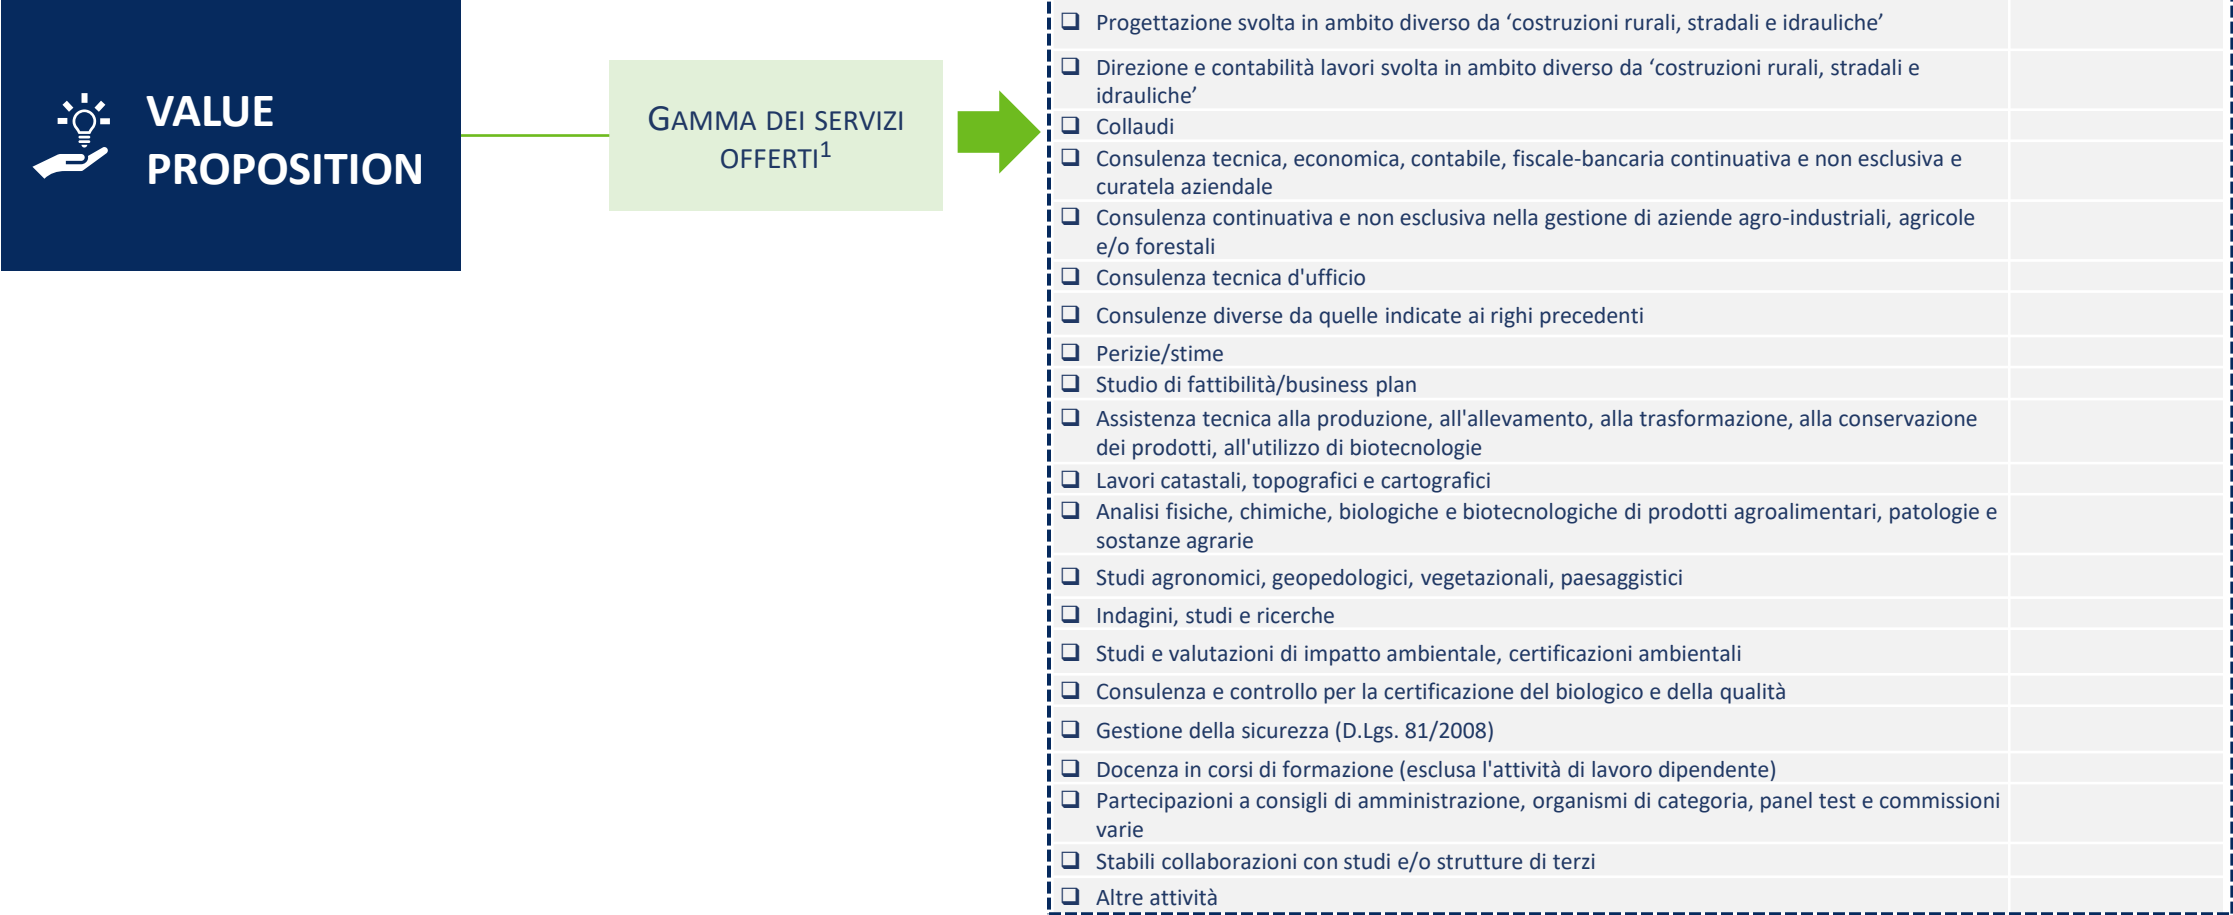 VALUE
PROPOSITION
GAMMA DEI SERVIZI
OFFERTI¹
❑ Progettazione svolta in ambito diverso da ‘costruzioni rurali, stradali e idrauliche’
❑ Direzione e contabilità lavori svolta in ambito diverso da ‘costruzioni rurali, stradali e
idrauliche’
❑ Collaudi
❑ Consulenza tecnica, economica, contabile, fiscale-bancaria continuativa e non esclusiva e
curatela aziendale
❑ Consulenza continuativa e non esclusiva nella gestione di aziende agro-industriali, agricole
e/o forestali
❑ Consulenza tecnica d'ufficio
❑ Consulenze diverse da quelle indicate ai righi precedenti
❑ Perizie/stime
❑ Studio di fattibilità/business plan
❑ Assistenza tecnica alla produzione, all'allevamento, alla trasformazione, alla conservazione
dei prodotti, all'utilizzo di biotecnologie
❑ Lavori catastali, topografici e cartografici
❑ Analisi fisiche, chimiche, biologiche e biotecnologiche di prodotti agroalimentari, patologie e
sostanze agrarie
❑ Studi agronomici, geopedologici, vegetazionali, paesaggistici
❑ Indagini, studi e ricerche
❑ Studi e valutazioni di impatto ambientale, certificazioni ambientali
❑ Consulenza e controllo per la certificazione del biologico e della qualità
❑ Gestione della sicurezza (D.Lgs. 81/2008)
❑ Docenza in corsi di formazione (esclusa l'attività di lavoro dipendente)
❑ Partecipazioni a consigli di amministrazione, organismi di categoria, panel test e commissioni
varie
❑ Stabili collaborazioni con studi e/o strutture di terzi
❑ Altre attività